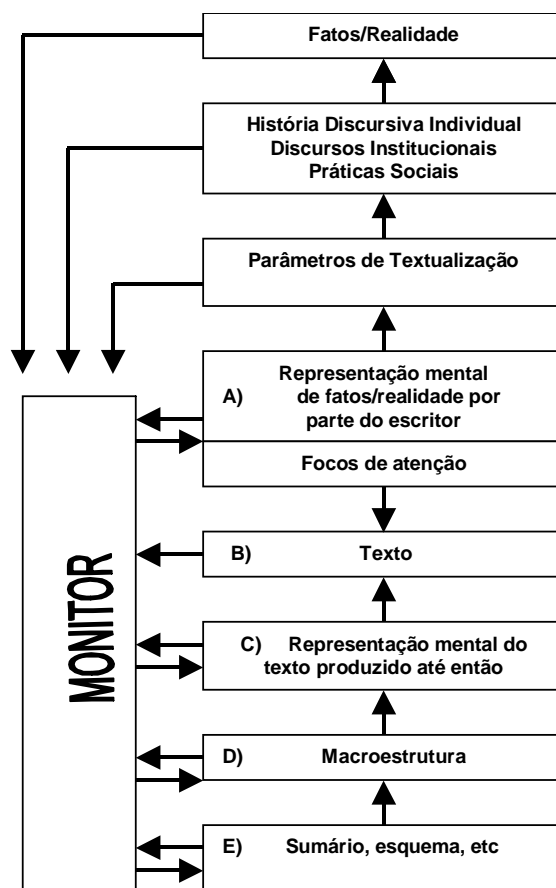 Fatos/Realidade
História Discursiva Individual
Discursos Institucionais
Práticas Sociais
Parâmetros de Textualização
A) Representação mental
de fatos/realidade por
parte do escritor
Focos de atenção
B) Texto
C) Representação mental do
texto produzido até então
D) Macroestrutura
E) Sumário, esquema, etc
MONITOR